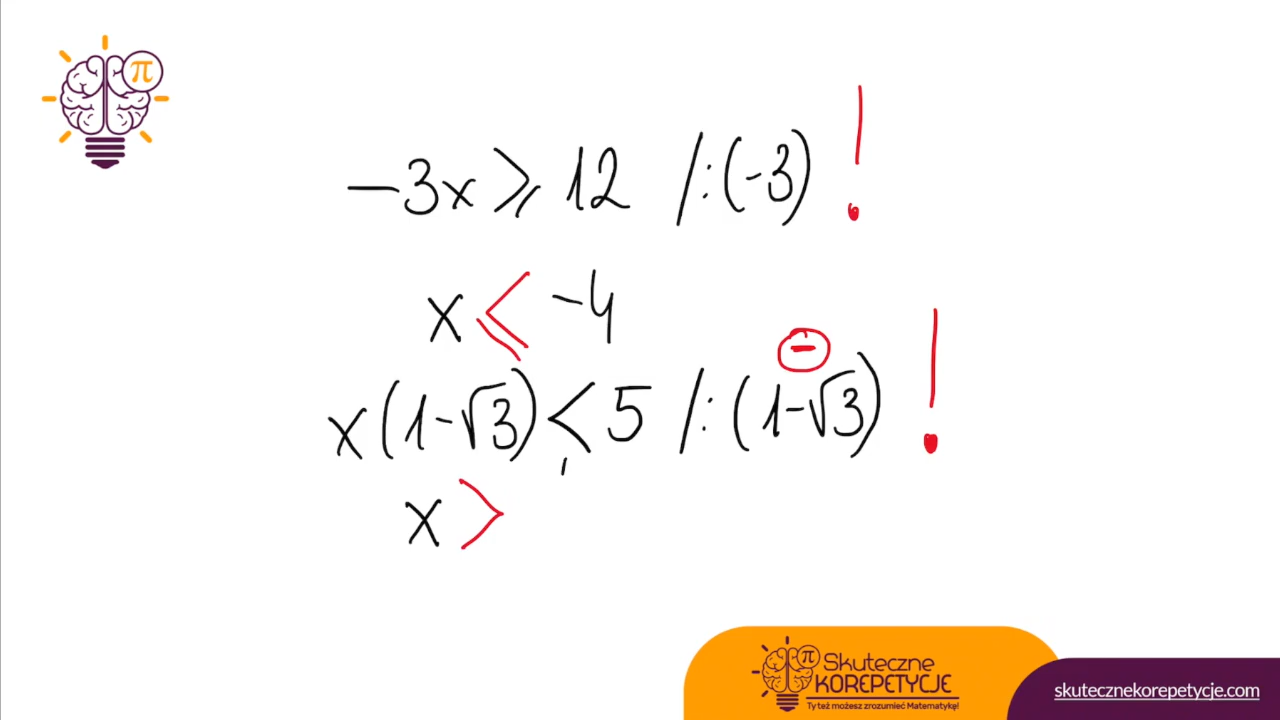 π
-3x ⩾ 12 /:(-3) !
x ⩽ -4
-
x(1-√3) < 5 /:(1-√3) !
x >
π
Skuteczne
KOREPETYCJE
Ty też możesz zrozumieć Matematykę!
skutecznekorepetycje.com